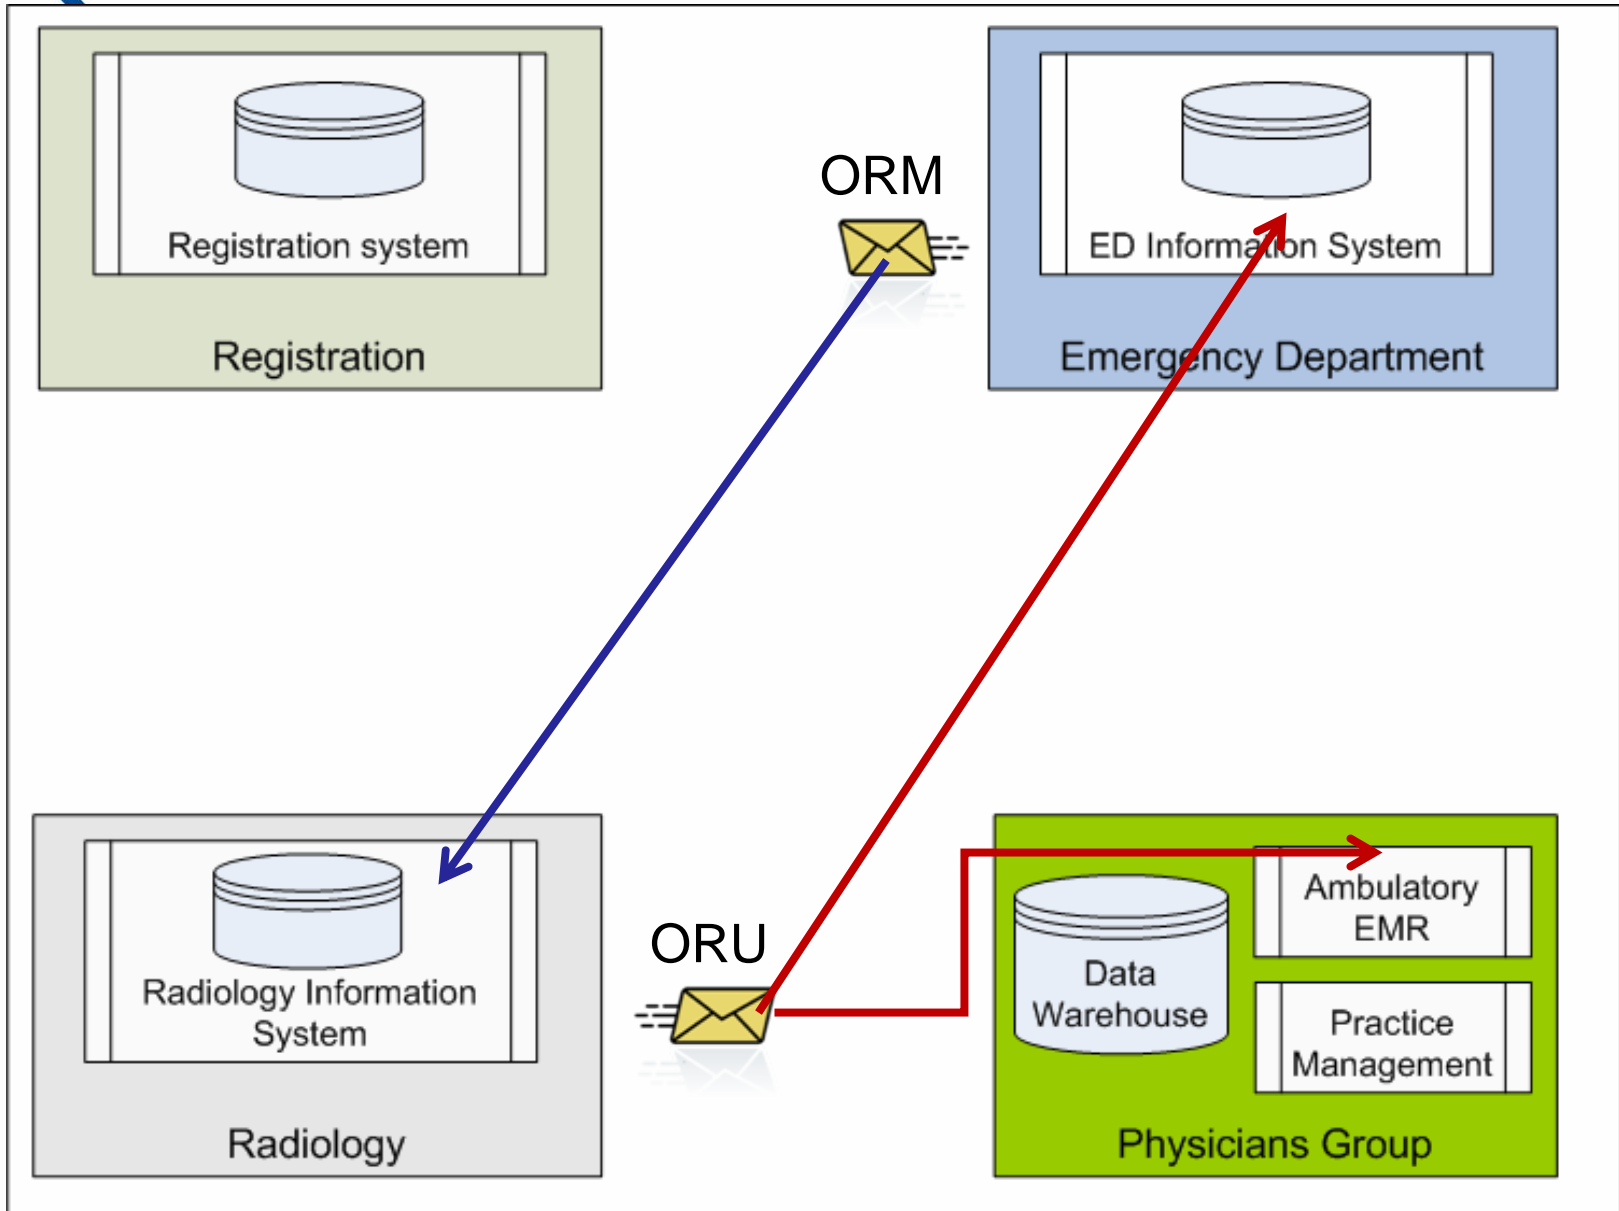 Registration system
Registration
ORM
ED Information System
Emergency Department
Radiology Information
System
Radiology
ORU
Data
Warehouse
Ambulatory
EMR
Practice
Management
Physicians Group